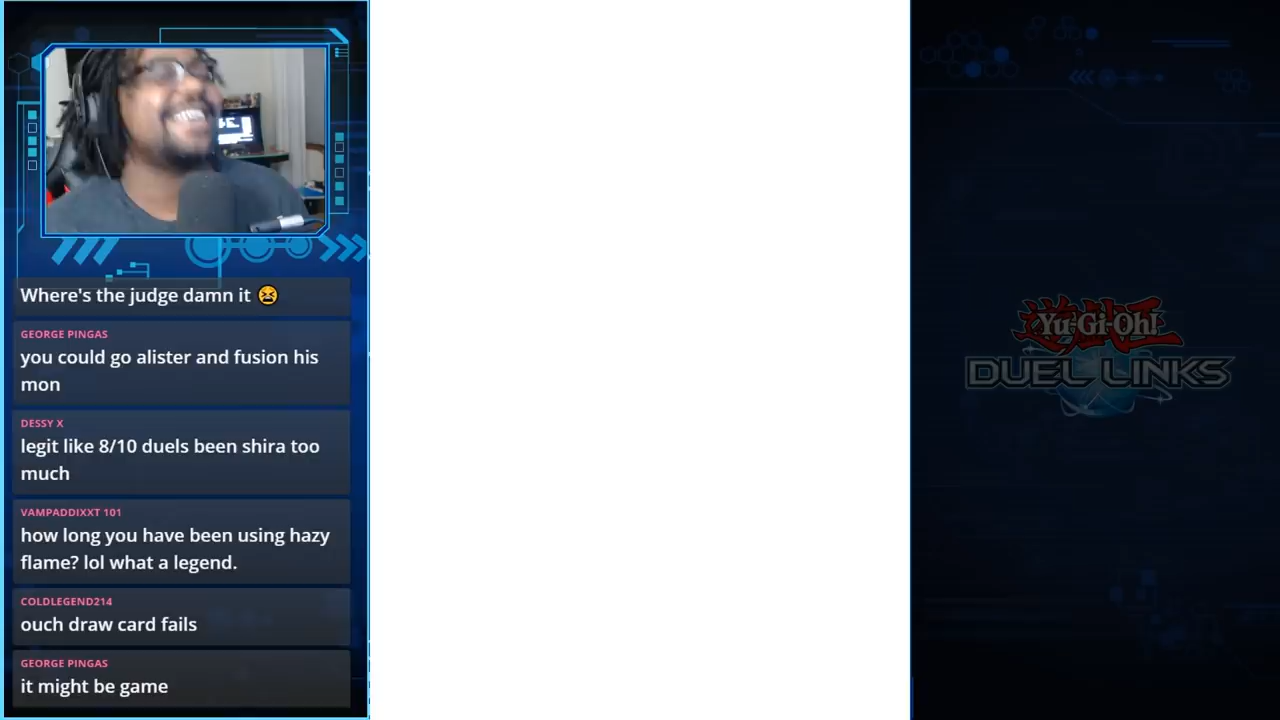 Where's the judge damn it 😫
GEORGE PINGAS
you could go alister and fusion his
mon
DESSY X
legit like 8/10 duels been shira too
much
VAMPADDIXXT 101
how long you have been using hazy
flame? lol what a legend.
COLDLEGEND214
ouch draw card fails
GEORGE PINGAS
it might be game
Yu-Gi-Oh!
DUEL LINKS